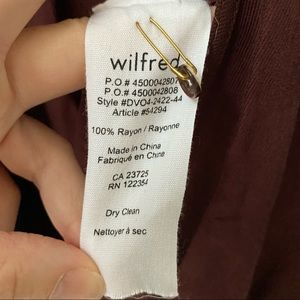 wilfred
P.O.# 4500042807
P.O.# 4500042808
Style #DVO4-2422-44
Article #54294
100% Rayon / Rayonne
Made in China
Fabriqué en Chine
CA 23725
RN 122354
Dry Clean
Nettoyer à sec